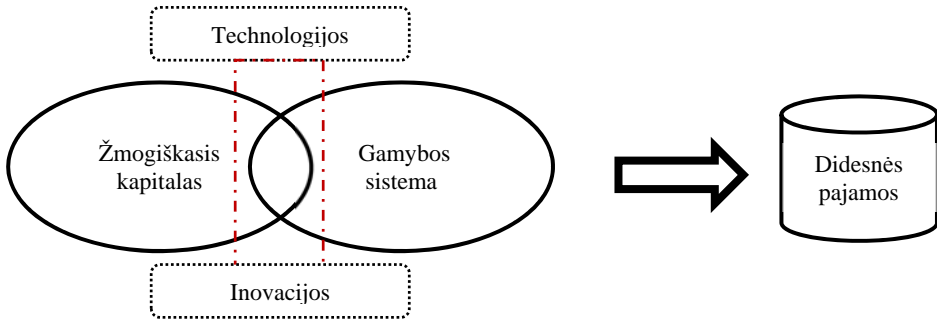 Technologijos
Žmogiškasis
kapitalas
Gamybos
sistema
Didesnės
pajamos
Inovacijos